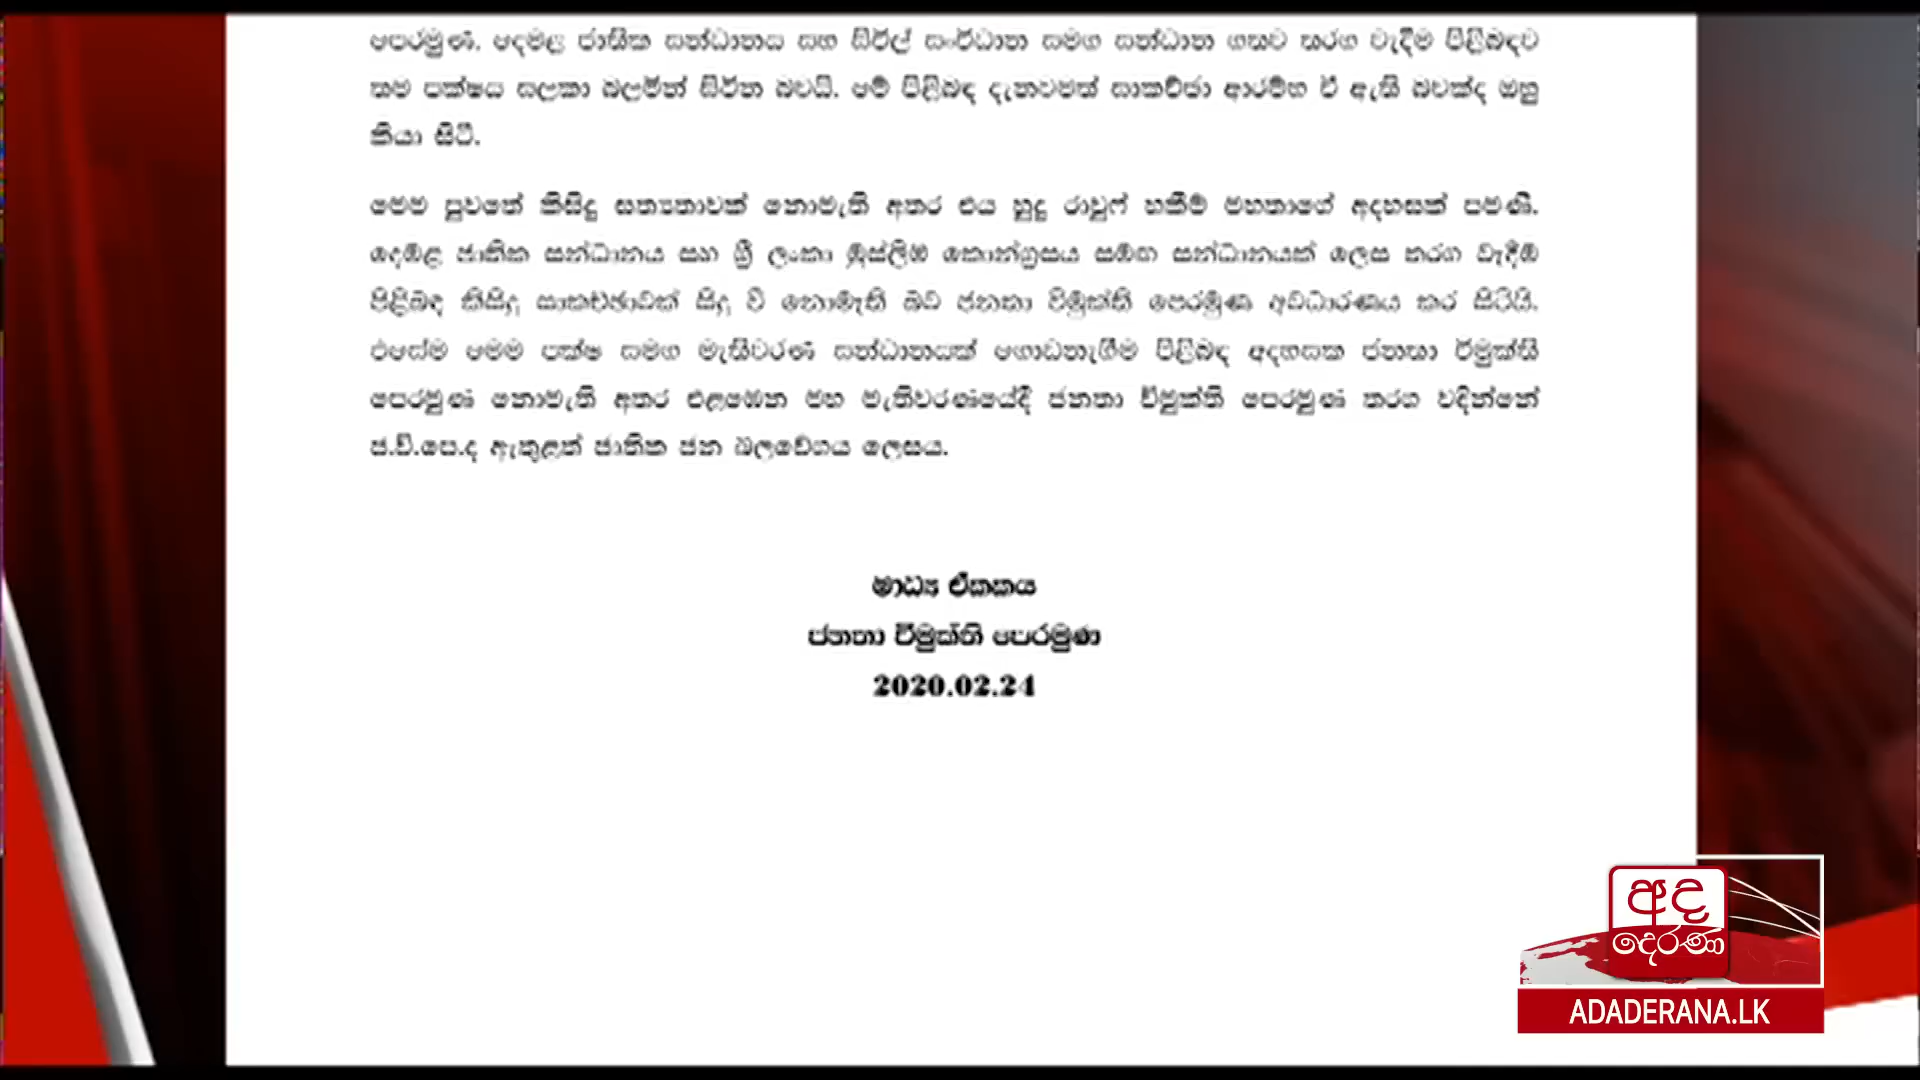 පෙරමුණ, දෙමළ ජාතික සන්ධානය සහ සිවිල් සංවිධාන සමග සන්ධාන ගතව තරග වැදීම පිළිබඳව
තම පක්ෂය සලකා බලමින් සිටින බවයි. මේ පිළිබඳ දැනටමත් සාකච්ඡා ආරම්භ වී ඇති බවක්ද ඔහු
කියා සිටී.
මෙම පුවතේ කිසිදු සත්‍යතාවක් නොමැති අතර එය හුදු රාවුෆ් හකීම් මහතාගේ අදහසක් පමණි.
දෙමළ ජාතික සන්ධානය සහ ශ්‍රී ලංකා මුස්ලිම් කොන්ග්‍රසය සමඟ සන්ධානයක් ලෙස තරග වැදීම
පිළිබඳ කිසිදු සාකච්ඡාවක් සිදු වී නොමැති බව ජනතා විමුක්ති පෙරමුණ අවධාරණය කර සිටියි.
එසේම මෙම පක්ෂ සමග මැතිවරණ සන්ධානයක් ගොඩනැගීම පිළිබඳ අදහසක ජනතා විමුක්ති
පෙරමුණ නොමැති අතර එළඹෙන මහ මැතිවරණයේදී ජනතා විමුක්ති පෙරමුණ තරග වදින්නේ
ජ.වි.පෙ.ද ඇතුළත් ජාතික ජන බලවේගය ලෙසය.
මාධ්‍ය ඒකකය
ජනතා විමුක්ති පෙරමුණ
2020.02.24
අද
දෙරණ
ADADERANA.LK